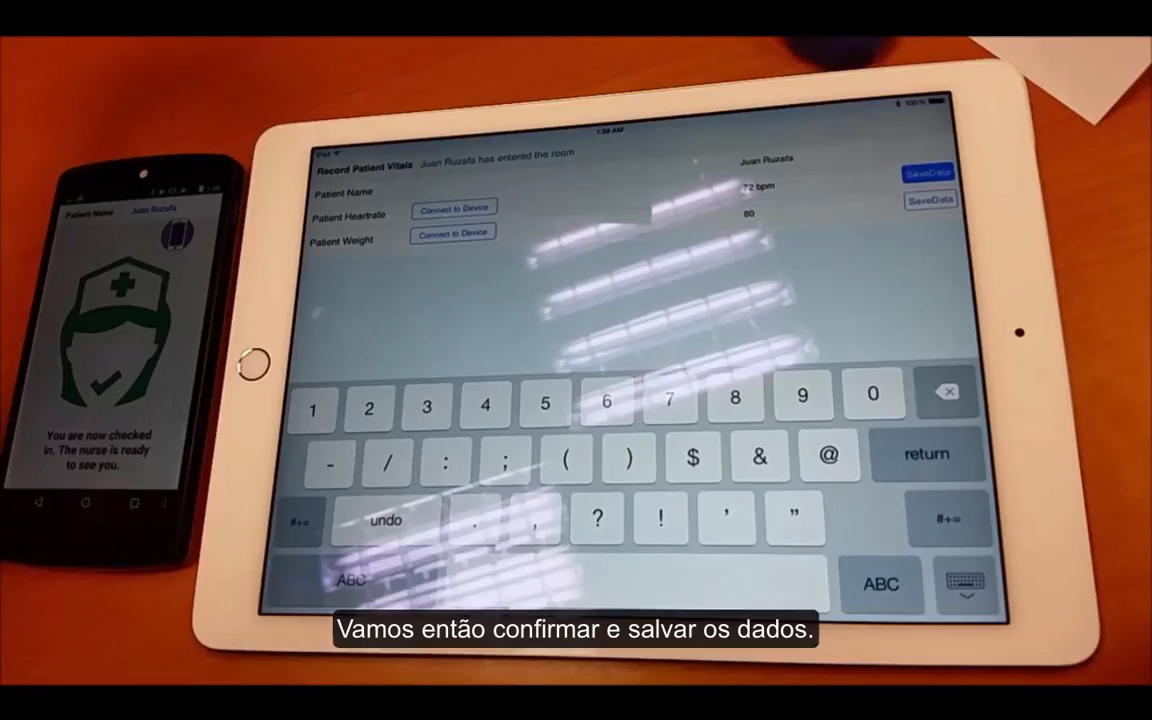 Patient Name Juan Ruzafa
You are now checked
in. The nurse is ready
to see you.
iPad
1:39 AM
100%
Record Patient Vitals Juan Ruzafa has entered the room
Patient Name Juan Ruzafa
Patient Heartrate Connect to Device 72 bpm SaveData
Patient Weight Connect to Device 80 SaveData
1 2 3 4 5 6 7 8 9 0
- / : ; ( ) $ & @ return
#+= undo . , ? ! ' " #+=
ABC ABC
Vamos então confirmar e salvar os dados.